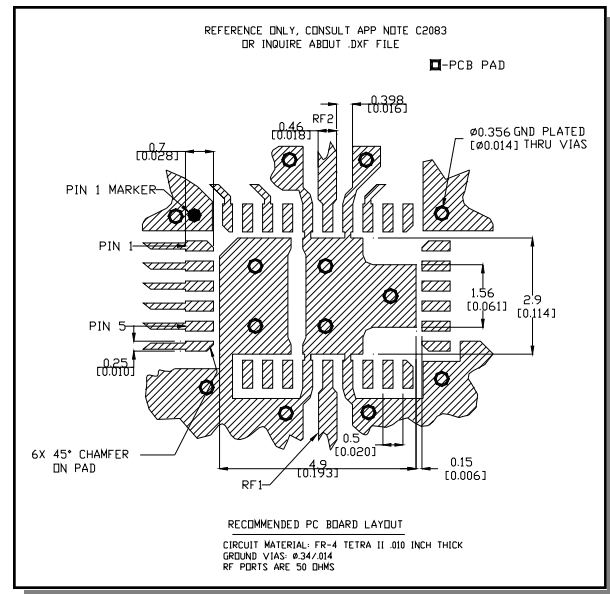 REFERENCE ONLY, CONSULT APP NOTE C2083
OR INQUIRE ABOUT .DXF FILE
-PCB PAD
0.398
[0.016]
RF2
0.46
[0.018]
Ø0.356 GND PLATED
[Ø0.014] THRU VIAS
0.7
[0.028]
PIN 1 MARKER
PIN 1
1.56
[0.061]
2.9
[0.114]
PIN 5
0.25
[0.010]
0.5
[0.020]
6X 45° CHAMFER
ON PAD
4.9
[0.193]
0.15
[0.006]
RF1
RECOMMENDED PC BOARD LAYOUT
CIRCUIT MATERIAL: FR-4 TETRA II .010 INCH THICK
GROUND VIAS: Ø.34/.014
RF PORTS ARE 50 OHMS